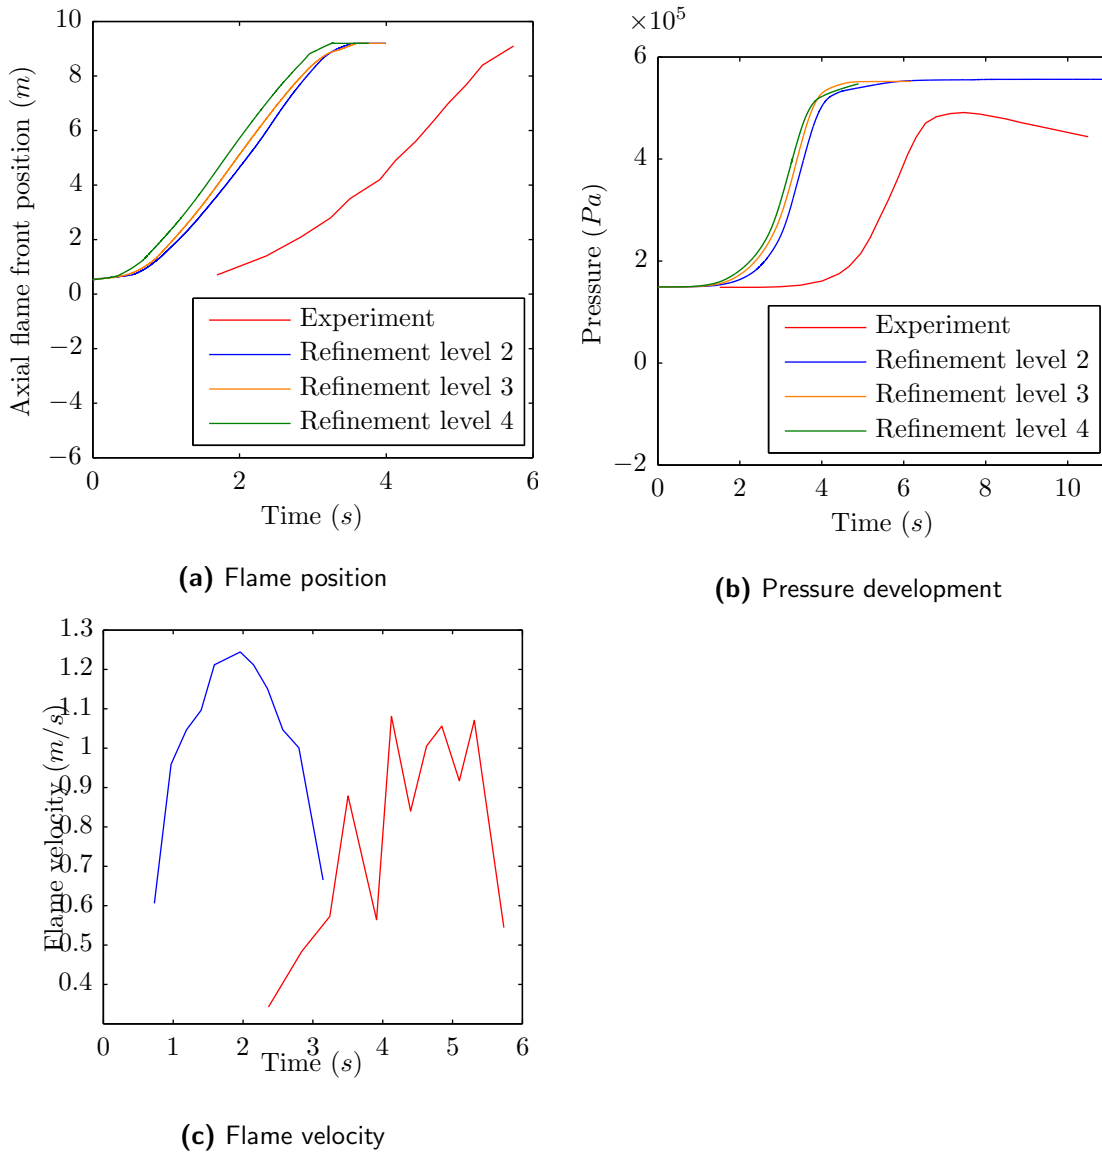 10
8
6
4
2
0
−2
−4
−6
0 2 4 6
Axial flame front position (m)
Time (s)
Experiment
Refinement level 2
Refinement level 3
Refinement level 4
(a) Flame position
×10⁵
6
4
2
0
−2
0 2 4 6 8 10
Pressure (Pa)
Time (s)
Experiment
Refinement level 2
Refinement level 3
Refinement level 4
(b) Pressure development
1.3
1.2
1.1
1
0.9
0.8
0.7
0.6
0.5
0.4
0 1 2 3 4 5 6
Flame velocity (m/s)
Time (s)
(c) Flame velocity